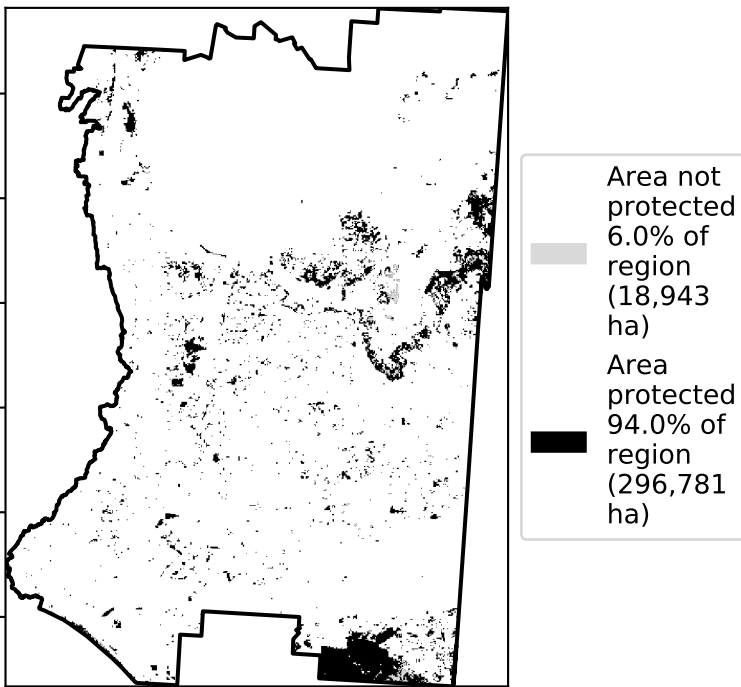 Area not
protected
6.0% of
region
(18,943
ha)
Area
protected
94.0% of
region
(296,781
ha)